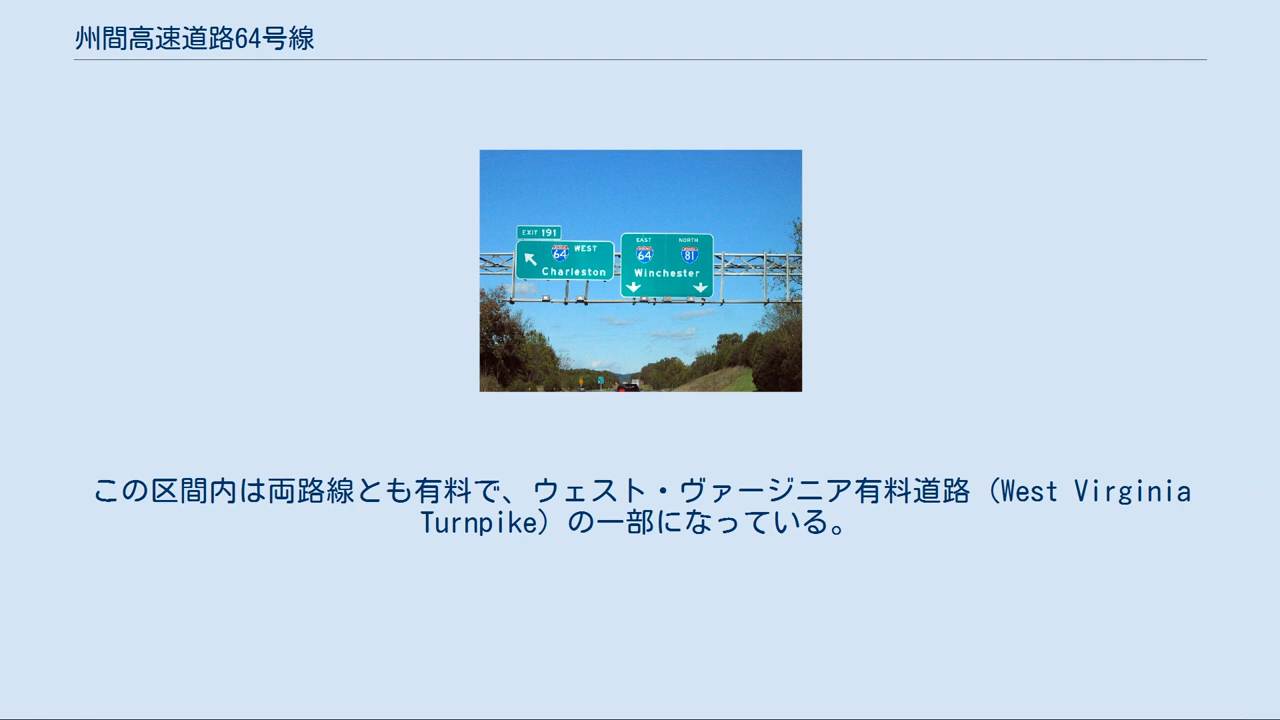 州間高速道路64号線
EXIT 191
64 WEST
Charleston
EAST NORTH
64 81
Winchester
この区間内は両路線とも有料で、ウェスト・ヴァージニア有料道路（West Virginia
Turnpike）の一部になっている。